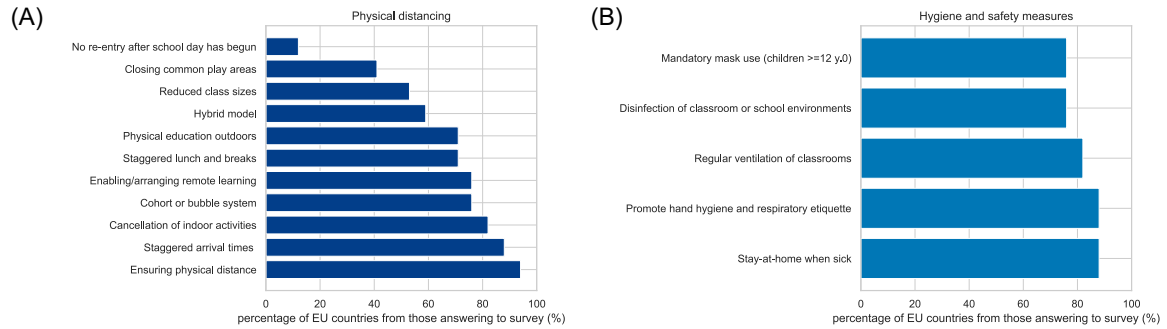 (A)
Physical distancing
No re-entry after school day has begun
Closing common play areas
Reduced class sizes
Hybrid model
Physical education outdoors
Staggered lunch and breaks
Enabling/arranging remote learning
Cohort or bubble system
Cancellation of indoor activities
Staggered arrival times
Ensuring physical distance
0 20 40 60 80 100
percentage of EU countries from those answering to survey (%)
(B)
Hygiene and safety measures
Mandatory mask use (children >=12 y.0)
Disinfection of classroom or school environments
Regular ventilation of classrooms
Promote hand hygiene and respiratory etiquette
Stay-at-home when sick
0 20 40 60 80 100
percentage of EU countries from those answering to survey (%)